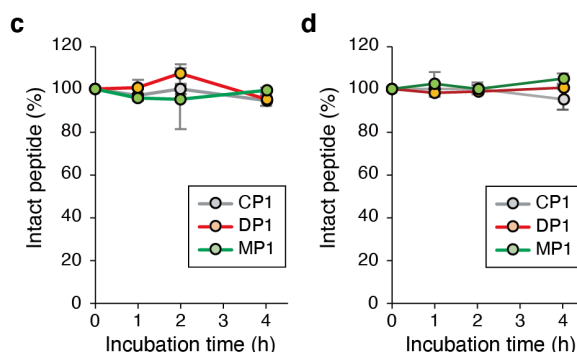 c
120
100
80
60
40
20
0
Intact peptide (%)
CP1
DP1
MP1
0 1 2 3 4
Incubation time (h)
d
120
100
80
60
40
20
0
Intact peptide (%)
CP1
DP1
MP1
0 1 2 3 4
Incubation time (h)